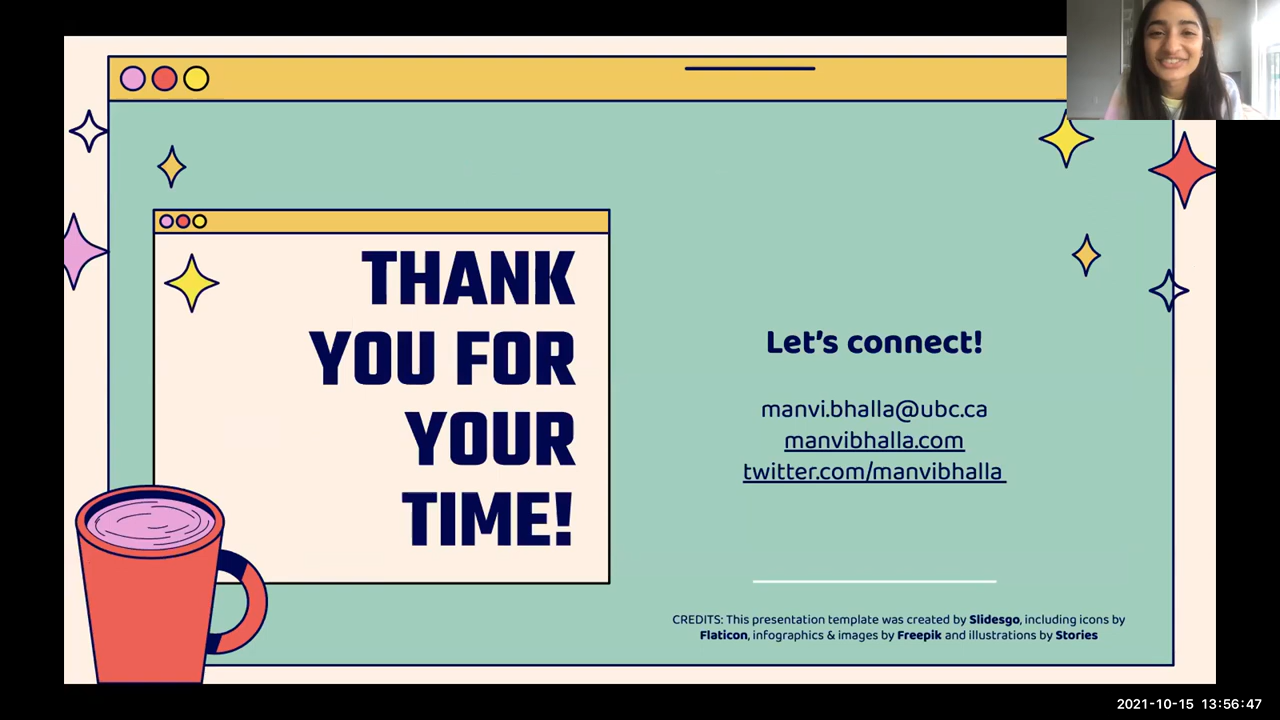 THANK
YOU FOR
YOUR
TIME!
Let's connect!
manvi.bhalla@ubc.ca
manvibhalla.com
twitter.com/manvibhalla
CREDITS: This presentation template was created by Slidesgo, including icons by
Flaticon, infographics & images by Freepik and illustrations by Stories
2021-10-15 13:56:47